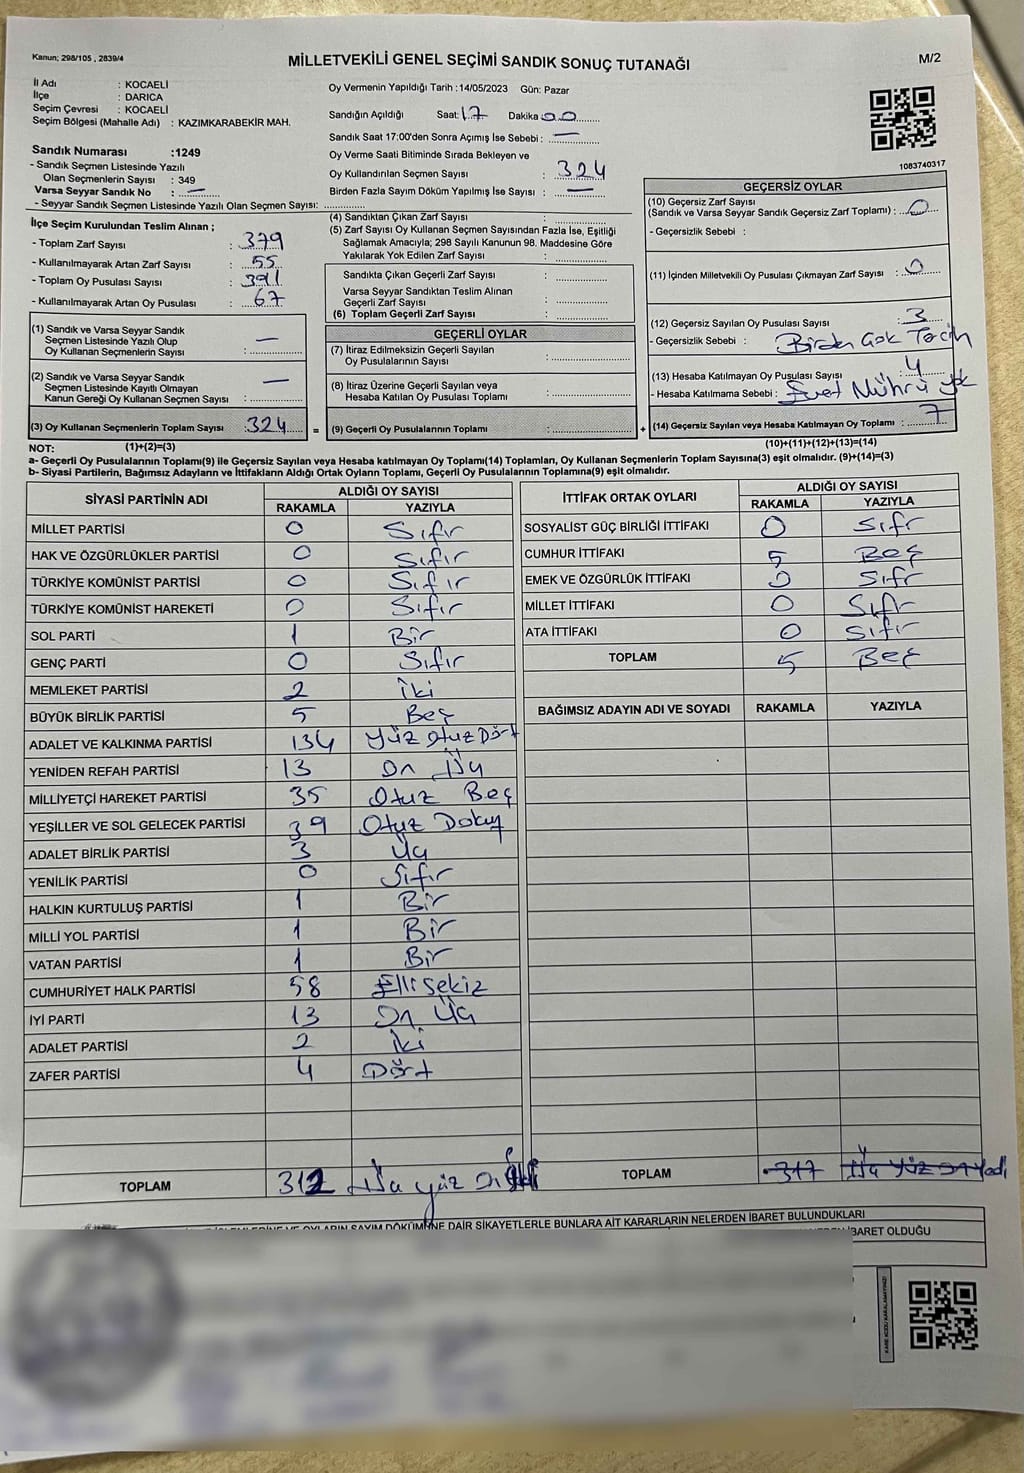 Kanun; 298/105 , 2839/4
MİLLETVEKİLİ GENEL SEÇİMİ SANDIK SONUÇ TUTANAĞI
M/2
İl Adı : KOCAELİ
İlçe : DARICA
Seçim Çevresi : KOCAELİ
Seçim Bölgesi (Mahalle Adı) : KAZIMKARABEKİR MAH.
Sandık Numarası :1249
- Sandık Seçmen Listesinde Yazılı
Olan Seçmenlerin Sayısı : 349
Varsa Seyyar Sandık No : —
- Seyyar Sandık Seçmen Listesinde Yazılı Olan Seçmen Sayısı: ..............
Oy Vermenin Yapıldığı Tarih :14/05/2023 Gün: Pazar
Sandığın Açıldığı Saat: 17 Dakika 00
Sandık Saat 17:00'den Sonra Açımış İse Sebebi : —
Oy Verme Saati Bitiminde Sırada Bekleyen ve
Oy Kullandırılan Seçmen Sayısı : 324
Birden Fazla Sayım Döküm Yapılmış İse Sayısı : —
1083740317
İlçe Seçim Kurulundan Teslim Alınan ;
- Toplam Zarf Sayısı : 379
- Kullanılmayarak Artan Zarf Sayısı : 55
- Toplam Oy Pusulası Sayısı : 391
- Kullanılmayarak Artan Oy Pusulası : 67
(4) Sandıktan Çıkan Zarf Sayısı :
(5) Zarf Sayısı Oy Kullanan Seçmen Sayısından Fazla İse, Eşitliği
Sağlamak Amacıyla; 298 Sayılı Kanunun 98. Maddesine Göre
Yakılarak Yok Edilen Zarf Sayısı :
Sandıkta Çıkan Geçerli Zarf Sayısı :
Varsa Seyyar Sandıktan Teslim Alınan
Geçerli Zarf Sayısı :
(6) Toplam Geçerli Zarf Sayısı :
GEÇERSİZ OYLAR
(10) Geçersiz Zarf Sayısı
(Sandık ve Varsa Seyyar Sandık Geçersiz Zarf Toplamı) : 0
- Geçersizlik Sebebi :
(11) İçinden Milletvekili Oy Pusulası Çıkmayan Zarf Sayısı : 0
(12) Geçersiz Sayılan Oy Pusulası Sayısı : 3
- Geçersizlik Sebebi : Birden Çok Tercih
(13) Hesaba Katılmayan Oy Pusulası Sayısı : 4
- Hesaba Katılmama Sebebi : Evet Mührü yok
(14) Geçersiz Sayılan veya Hesaba Katılmayan Oy Toplamı : 7
(10)+(11)+(12)+(13)=(14)
(1) Sandık ve Varsa Seyyar Sandık
Seçmen Listesinde Yazılı Olup
Oy Kullanan Seçmenlerin Sayısı : —
(2) Sandık ve Varsa Seyyar Sandık
Seçmen Listesinde Kayıtlı Olmayan
Kanun Gereği Oy Kullanan Seçmen Sayısı : —
(3) Oy Kullanan Seçmenlerin Toplam Sayısı : 324 =
(1)+(2)=(3)
GEÇERLİ OYLAR
(7) İtiraz Edilmeksizin Geçerli Sayılan
Oy Pusulalarının Sayısı :
(8) İtiraz Üzerine Geçerli Sayılan veya
Hesaba Katılan Oy Pusulası Toplamı :
(9) Geçerli Oy Pusulalarının Toplamı : +
NOT:
a- Geçerli Oy Pusulalarının Toplamı(9) ile Geçersiz Sayılan veya Hesaba katılmayan Oy Toplamı(14) Toplamları, Oy Kullanan Seçmenlerin Toplam Sayısına(3) eşit olmalıdır. (9)+(14)=(3)
b- Siyasi Partilerin, Bağımsız Adayların ve İttifakların Aldığı Ortak Oyların Toplamı, Geçerli Oy Pusulalarının Toplamına(9) eşit olmalıdır.
SİYASİ PARTİNİN ADI ALDIĞI OY SAYISI
RAKAMLA YAZIYLA
MİLLET PARTİSİ 0 Sıfır
HAK VE ÖZGÜRLÜKLER PARTİSİ 0 Sıfır
TÜRKİYE KOMÜNİST PARTİSİ 0 Sıfır
TÜRKİYE KOMÜNİST HAREKETİ 0 Sıfır
SOL PARTİ 1 Bir
GENÇ PARTİ 0 Sıfır
MEMLEKET PARTİSİ 2 İki
BÜYÜK BİRLİK PARTİSİ 5 Beş
ADALET VE KALKINMA PARTİSİ 134 Yüz Otuz Dört
YENİDEN REFAH PARTİSİ 13 On Üç
MİLLİYETÇİ HAREKET PARTİSİ 35 Otuz Beş
YEŞİLLER VE SOL GELECEK PARTİSİ 39 Otuz Dokuz
ADALET BİRLİK PARTİSİ 3 Üç
YENİLİK PARTİSİ 0 Sıfır
HALKIN KURTULUŞ PARTİSİ 1 Bir
MİLLİ YOL PARTİSİ 1 Bir
VATAN PARTİSİ 1 Bir
CUMHURİYET HALK PARTİSİ 58 Elli Sekiz
İYİ PARTİ 13 On Üç
ADALET PARTİSİ 2 İki
ZAFER PARTİSİ 4 Dört
TOPLAM 312 Üç yüz On
İTTİFAK ORTAK OYLARI ALDIĞI OY SAYISI
RAKAMLA YAZIYLA
SOSYALİST GÜÇ BİRLİĞİ İTTİFAKI 0 Sıfır
CUMHUR İTTİFAKI 5 Beş
EMEK VE ÖZGÜRLÜK İTTİFAKI 0 Sıfır
MİLLET İTTİFAKI 0 Sıfır
ATA İTTİFAKI 0 Sıfır
TOPLAM 5 Beş
BAĞIMSIZ ADAYIN ADI VE SOYADI RAKAMLA YAZIYLA
TOPLAM 317 Üç Yüz On Yedi
OYLARIN SAYIM DÖKÜMÜNE DAİR ŞİKAYETLERLE BUNLARA AİT KARARLARIN NELERDEN İBARET BULUNDUKLARI
İBARET OLDUĞU
KARE KODU KARALAMAYINIZ!